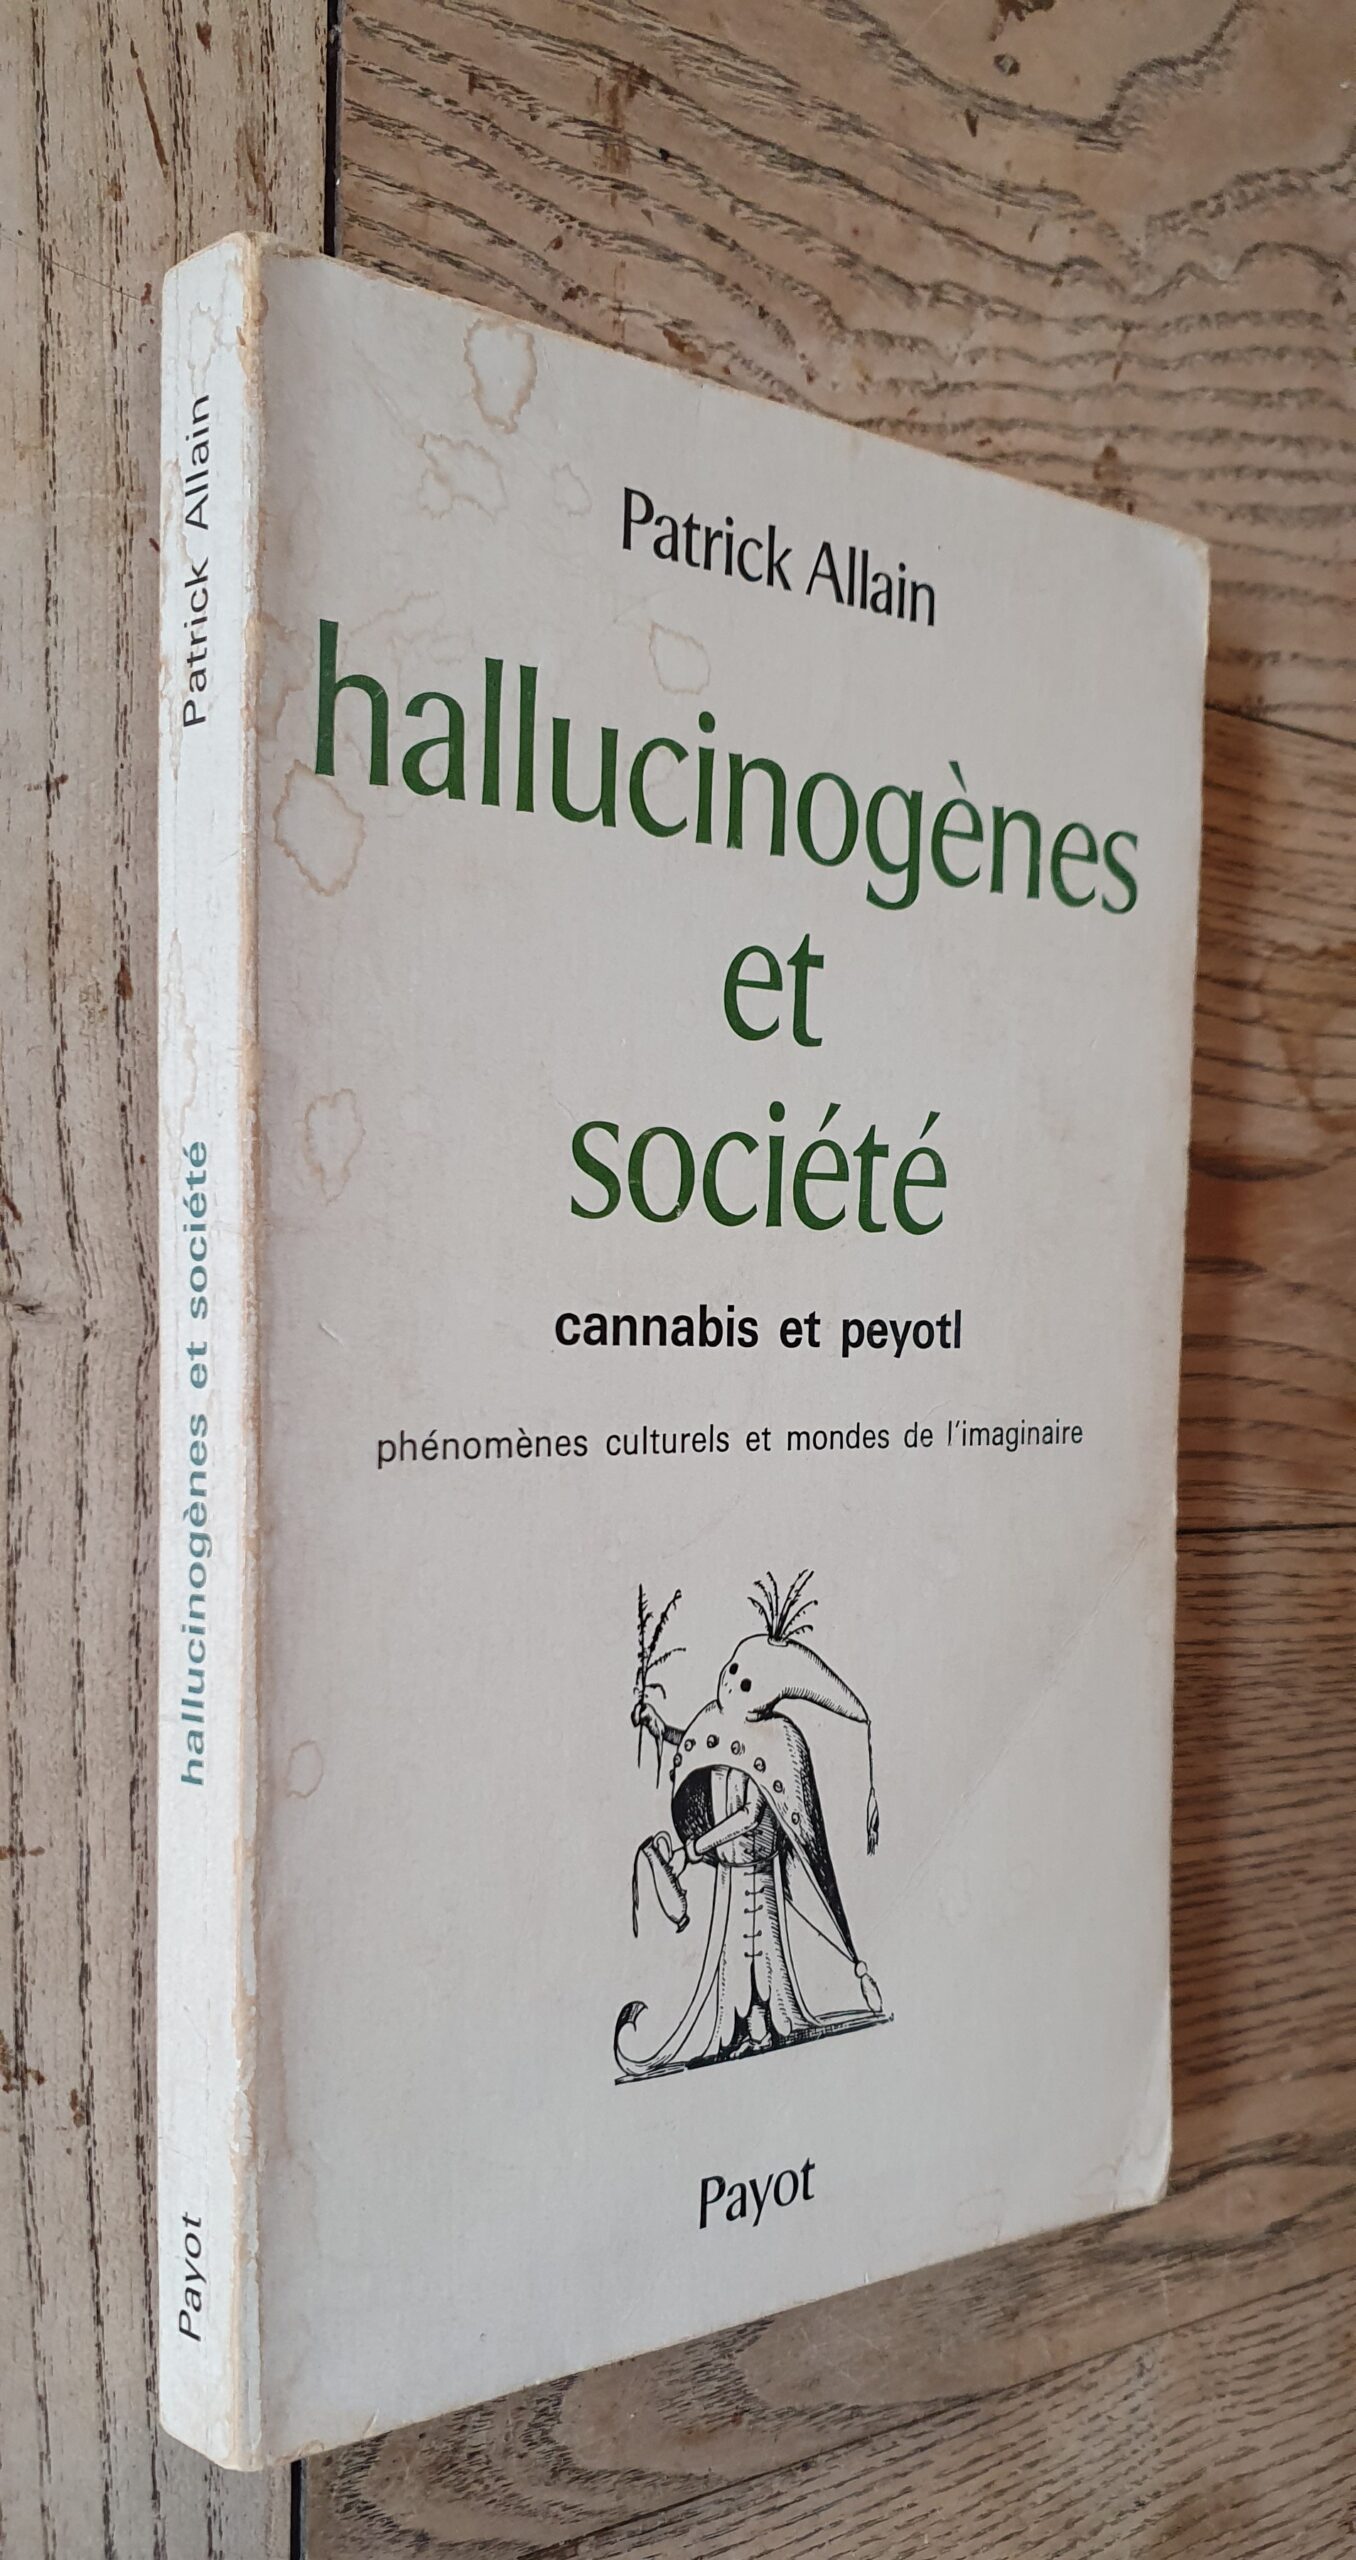 Patrick Allain
hallucinogènes
et
société
cannabis et peyotl
phénomènes culturels et mondes de l'imaginaire
Payot
Patrick Allain
hallucinogènes et société
Payot